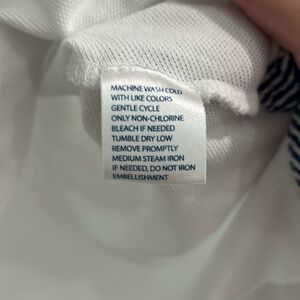 MACHINE WASH COLD
WITH LIKE COLORS
GENTLE CYCLE
ONLY NON-CHLORINE
BLEACH IF NEEDED
TUMBLE DRY LOW
REMOVE PROMPTLY
MEDIUM STEAM IRON
IF NEEDED, DO NOT IRON
EMBELLISHMENT